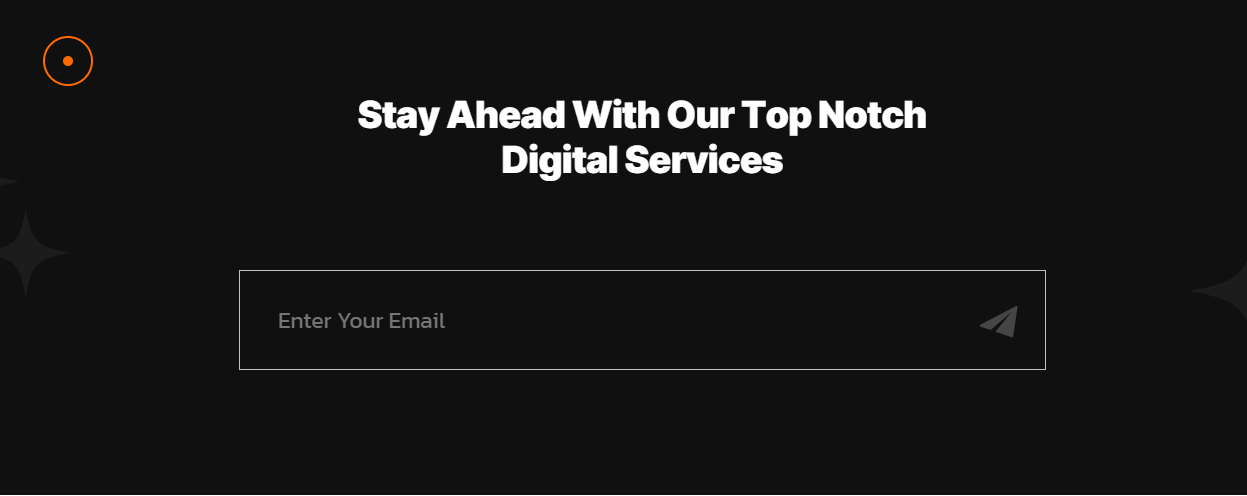 Stay Ahead With Our Top Notch
Digital Services
Enter Your Email